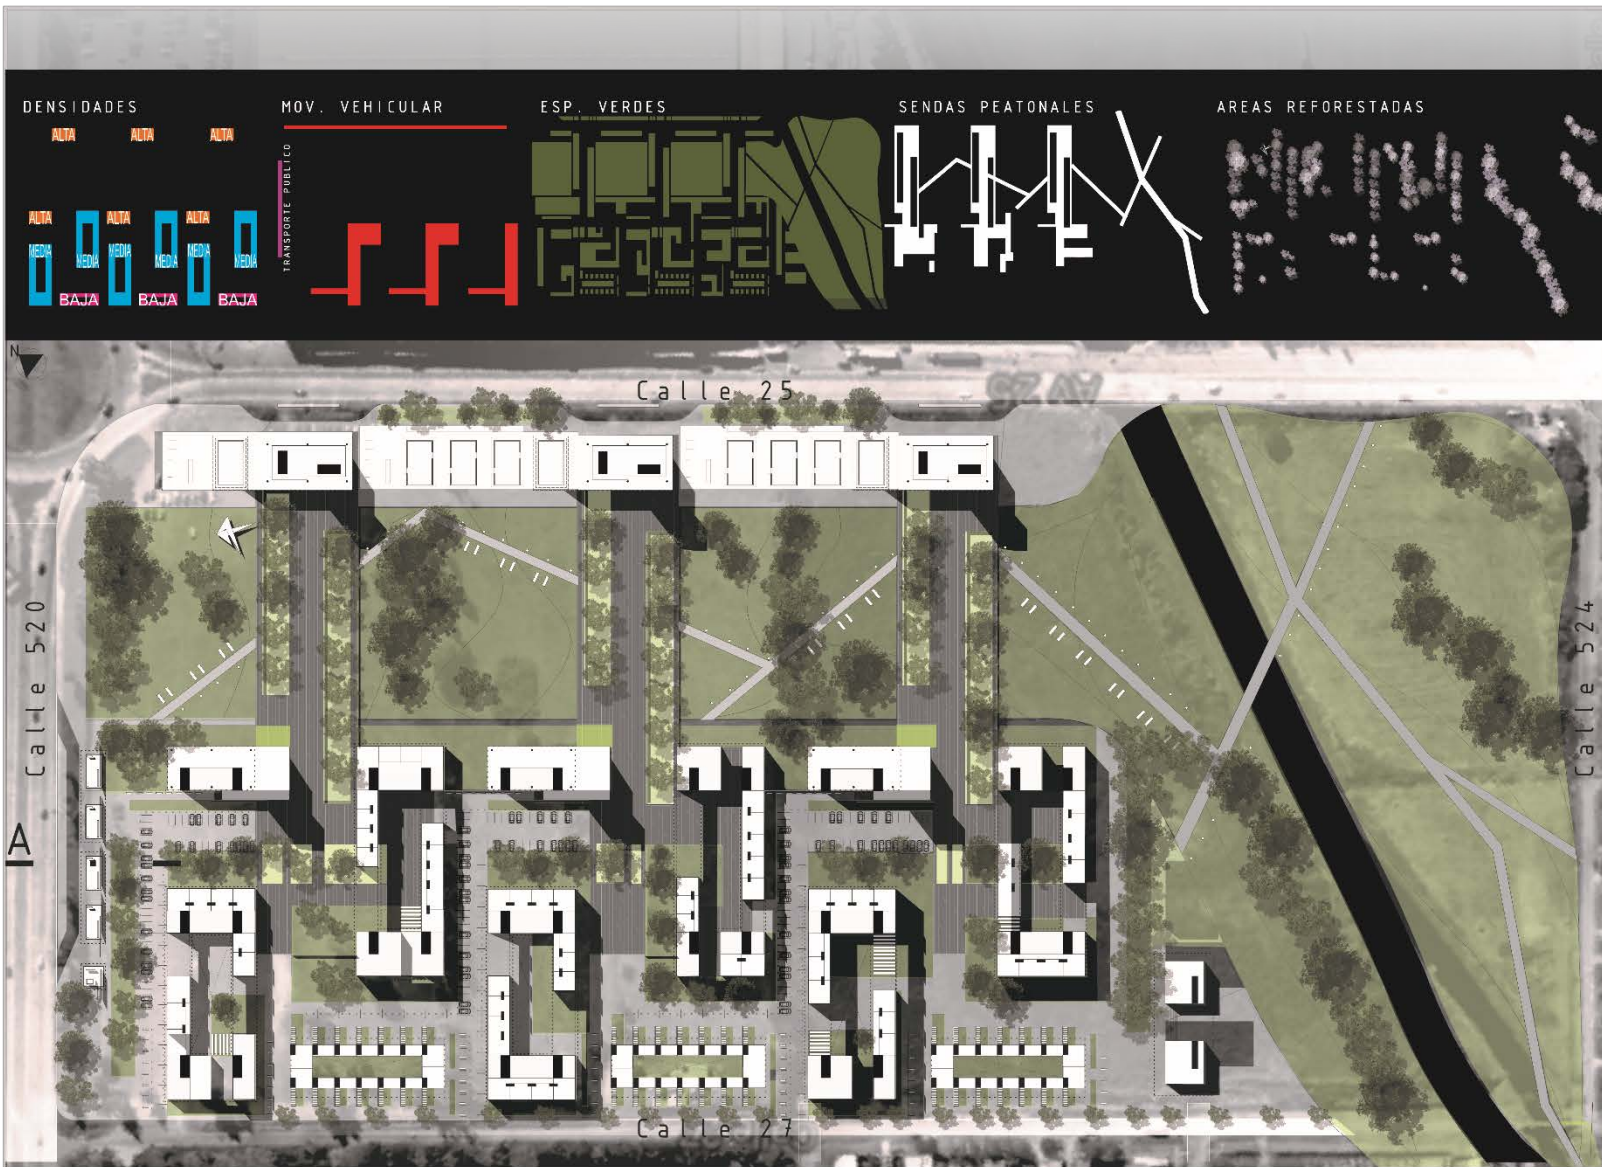 DENSIDADES
MOV. VEHICULAR
ESP. VERDES
SENDAS PEATONALES
AREAS REFORESTADAS
ALTA
ALTA
ALTA
TRANSPORTE PUBLICO
ALTA
ALTA
ALTA
MEDIA
MEDIA
MEDIA
MEDIA
MEDIA
MEDIA
BAJA
BAJA
BAJA
N
Calle 25
AV 25
Calle 520
Calle 524
A
Calle 27